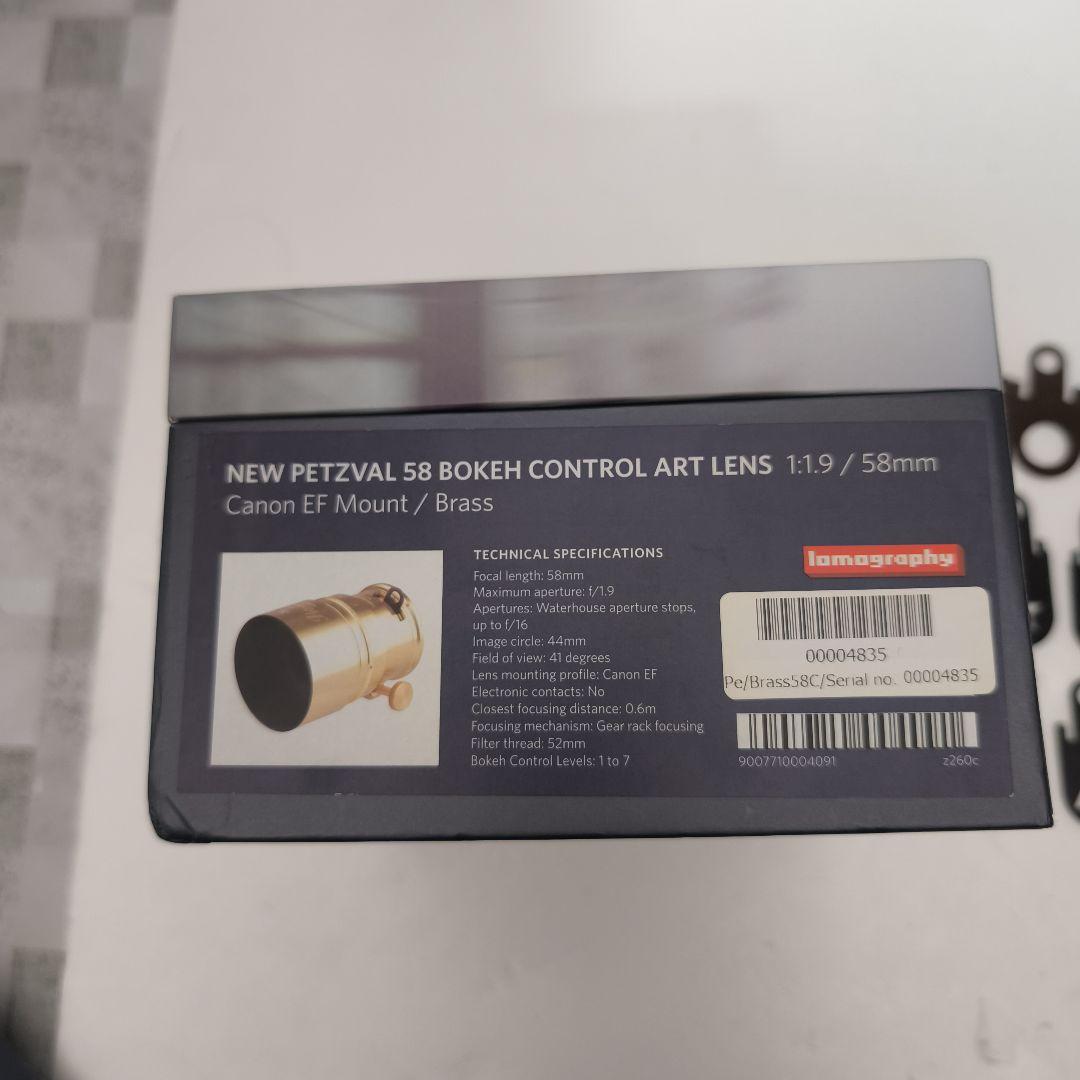 NEW PETZVAL 58 BOKEH CONTROL ART LENS 1:1.9 / 58mm
Canon EF Mount / Brass
TECHNICAL SPECIFICATIONS
Focal length: 58mm
Maximum aperture: f/1.9
Apertures: Waterhouse aperture stops,
up to f/16
Image circle: 44mm
Field of view: 41 degrees
Lens mounting profile: Canon EF
Electronic contacts: No
Closest focusing distance: 0.6m
Focusing mechanism: Gear rack focusing
Filter thread: 52mm
Bokeh Control Levels: 1 to 7
lomography
00004835
Pe/Brass58C/Serial no. 00004835
9007710004091 z260c